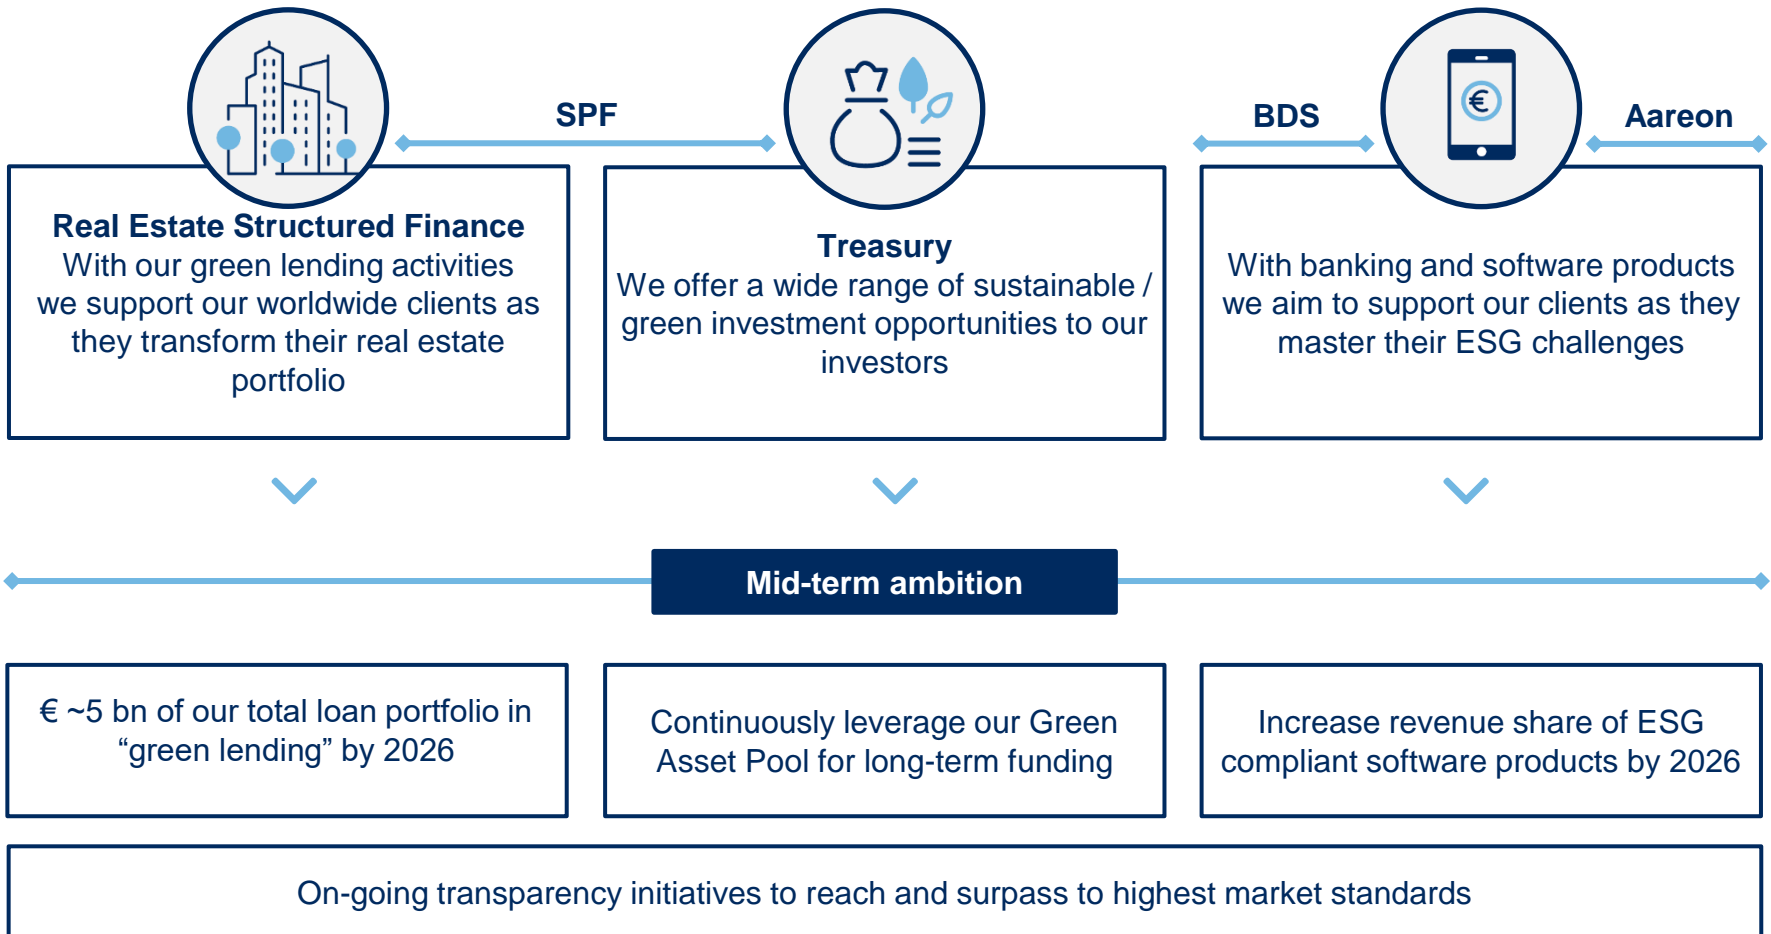 SPF
BDS
Aareon
Real Estate Structured Finance
With our green lending activities
we support our worldwide clients as
they transform their real estate
portfolio
Treasury
We offer a wide range of sustainable /
green investment opportunities to our
investors
With banking and software products
we aim to support our clients as they
master their ESG challenges
€
Mid-term ambition
€ ~5 bn of our total loan portfolio in
“green lending” by 2026
Continuously leverage our Green
Asset Pool for long-term funding
Increase revenue share of ESG
compliant software products by 2026
On-going transparency initiatives to reach and surpass to highest market standards